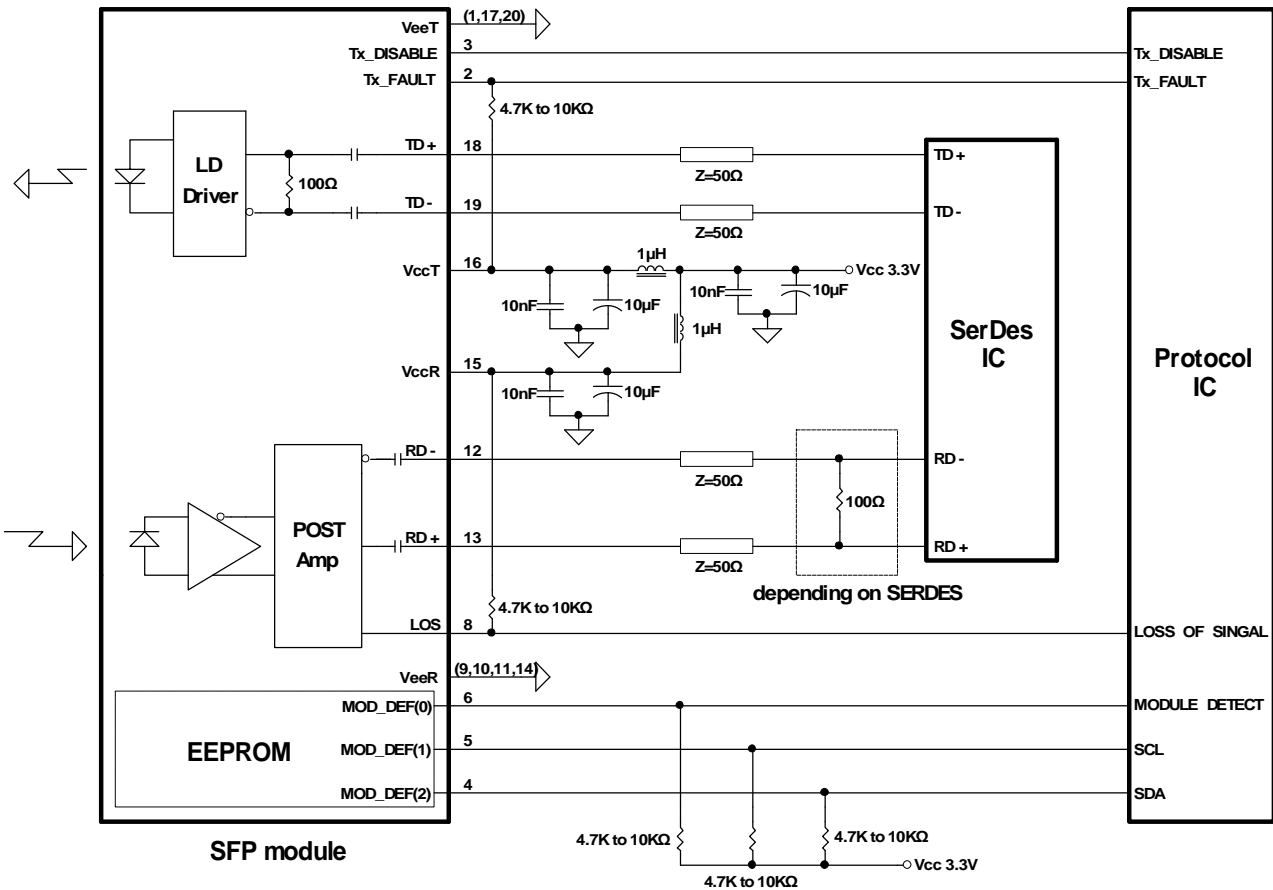 VeeT (1,17,20)
Tx_DISABLE 3 Tx_DISABLE
Tx_FAULT 2 Tx_FAULT
4.7K to 10KΩ
LD
Driver
100Ω
TD+ 18 Z=50Ω TD+
TD- 19 Z=50Ω TD-
1µH
VccT 16 Vcc 3.3V
10nF 10µF 10nF 10µF
1µH
VccR 15
10nF 10µF
SerDes
IC
Protocol
IC
RD- 12 Z=50Ω RD-
100Ω
POST
Amp
RD+ 13 Z=50Ω RD+
depending on SERDES
4.7K to 10KΩ
LOS 8 LOSS OF SINGAL
VeeR (9,10,11,14)
MOD_DEF(0) 6 MODULE DETECT
EEPROM
MOD_DEF(1) 5 SCL
MOD_DEF(2) 4 SDA
4.7K to 10KΩ 4.7K to 10KΩ
SFP module
Vcc 3.3V
4.7K to 10KΩ